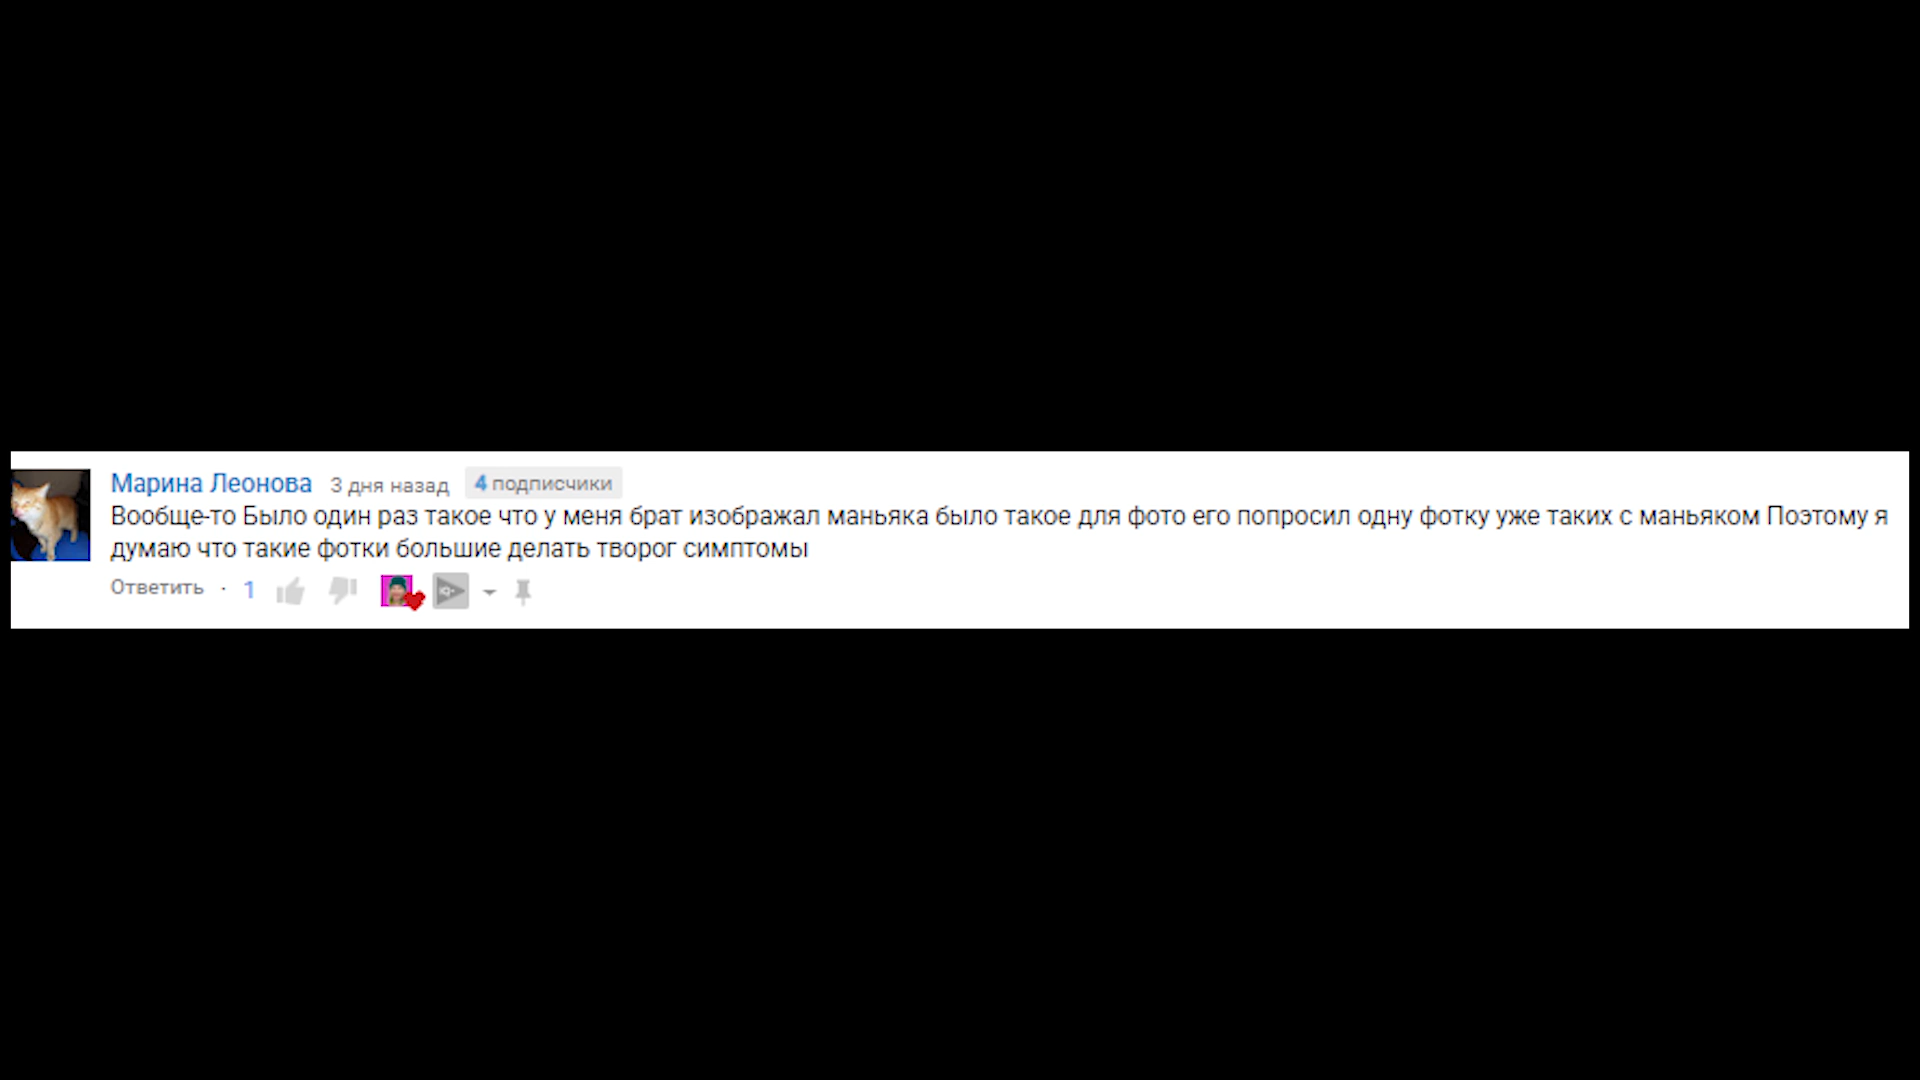 Марина Леонова 3 дня назад 4 подписчики
Вообще-то Было один раз такое что у меня брат изображал маньяка было такое для фото его попросил одну фотку уже таких с маньяком Поэтому я
думаю что такие фотки большие делать творог симптомы
Ответить · 1